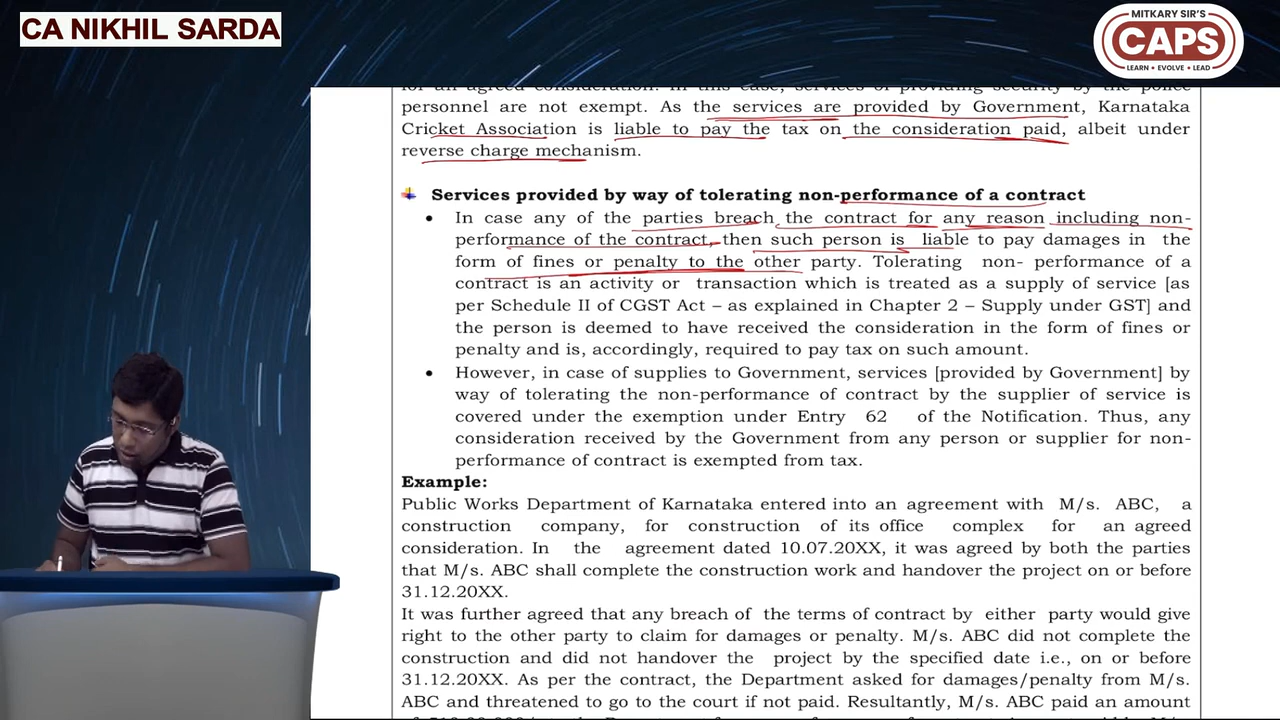 CA NIKHIL SARDA
MITKARY SIR'S
CAPS
LEARN • EVOLVE • LEAD
for an agreed consideration. In this case, services of providing security by the police
personnel are not exempt. As the services are provided by Government, Karnataka
Cricket Association is liable to pay the tax on the consideration paid, albeit under
reverse charge mechanism.
Services provided by way of tolerating non-performance of a contract
• In case any of the parties breach the contract for any reason including non-
performance of the contract, then such person is liable to pay damages in the
form of fines or penalty to the other party. Tolerating non- performance of a
contract is an activity or transaction which is treated as a supply of service [as
per Schedule II of CGST Act – as explained in Chapter 2 – Supply under GST] and
the person is deemed to have received the consideration in the form of fines or
penalty and is, accordingly, required to pay tax on such amount.
• However, in case of supplies to Government, services [provided by Government] by
way of tolerating the non-performance of contract by the supplier of service is
covered under the exemption under Entry 62 of the Notification. Thus, any
consideration received by the Government from any person or supplier for non-
performance of contract is exempted from tax.
Example:
Public Works Department of Karnataka entered into an agreement with M/s. ABC, a
construction company, for construction of its office complex for an agreed
consideration. In the agreement dated 10.07.20XX, it was agreed by both the parties
that M/s. ABC shall complete the construction work and handover the project on or before
31.12.20XX.
It was further agreed that any breach of the terms of contract by either party would give
right to the other party to claim for damages or penalty. M/s. ABC did not complete the
construction and did not handover the project by the specified date i.e., on or before
31.12.20XX. As per the contract, the Department asked for damages/penalty from M/s.
ABC and threatened to go to the court if not paid. Resultantly, M/s. ABC paid an amount